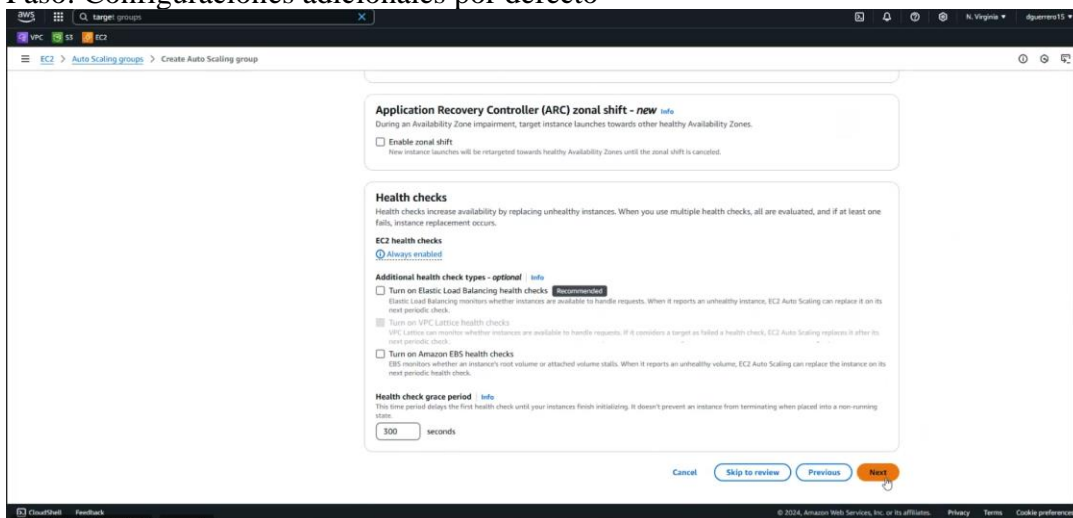 Paso: Configuraciones adicionales por defecto
aws
target groups
N. Virginia
dguerrero15
VPC S3 EC2
EC2 > Auto Scaling groups > Create Auto Scaling group
Application Recovery Controller (ARC) zonal shift - new Info
During an Availability Zone impairment, target instance launches towards other healthy Availability Zones.
Enable zonal shift
New instance launches will be retargeted towards healthy Availability Zones until the zonal shift is canceled.
Health checks
Health checks increase availability by replacing unhealthy instances. When you use multiple health checks, all are evaluated, and if at least one
fails, instance replacement occurs.
EC2 health checks
Always enabled
Additional health check types - optional Info
Turn on Elastic Load Balancing health checks Recommended
Elastic Load Balancing monitors whether instances are available to handle requests. When it reports an unhealthy instance, EC2 Auto Scaling can replace it on its
next periodic check.
Turn on VPC Lattice health checks
VPC Lattice can monitor whether instances are available to handle requests. If it considers a target as failed a health check, EC2 Auto Scaling replaces it after its
next periodic check.
Turn on Amazon EBS health checks
EBS monitors whether an instance's root volume or attached volume stalls. When it reports an unhealthy volume, EC2 Auto Scaling can replace the instance on its
next periodic health check.
Health check grace period Info
This time period delays the first health check until your instances finish initializing. It doesn't prevent an instance from terminating when placed into a non-running
state.
300 seconds
Cancel Skip to review Previous Next
CloudShell Feedback © 2024, Amazon Web Services, Inc. or its affiliates. Privacy Terms Cookie preferences